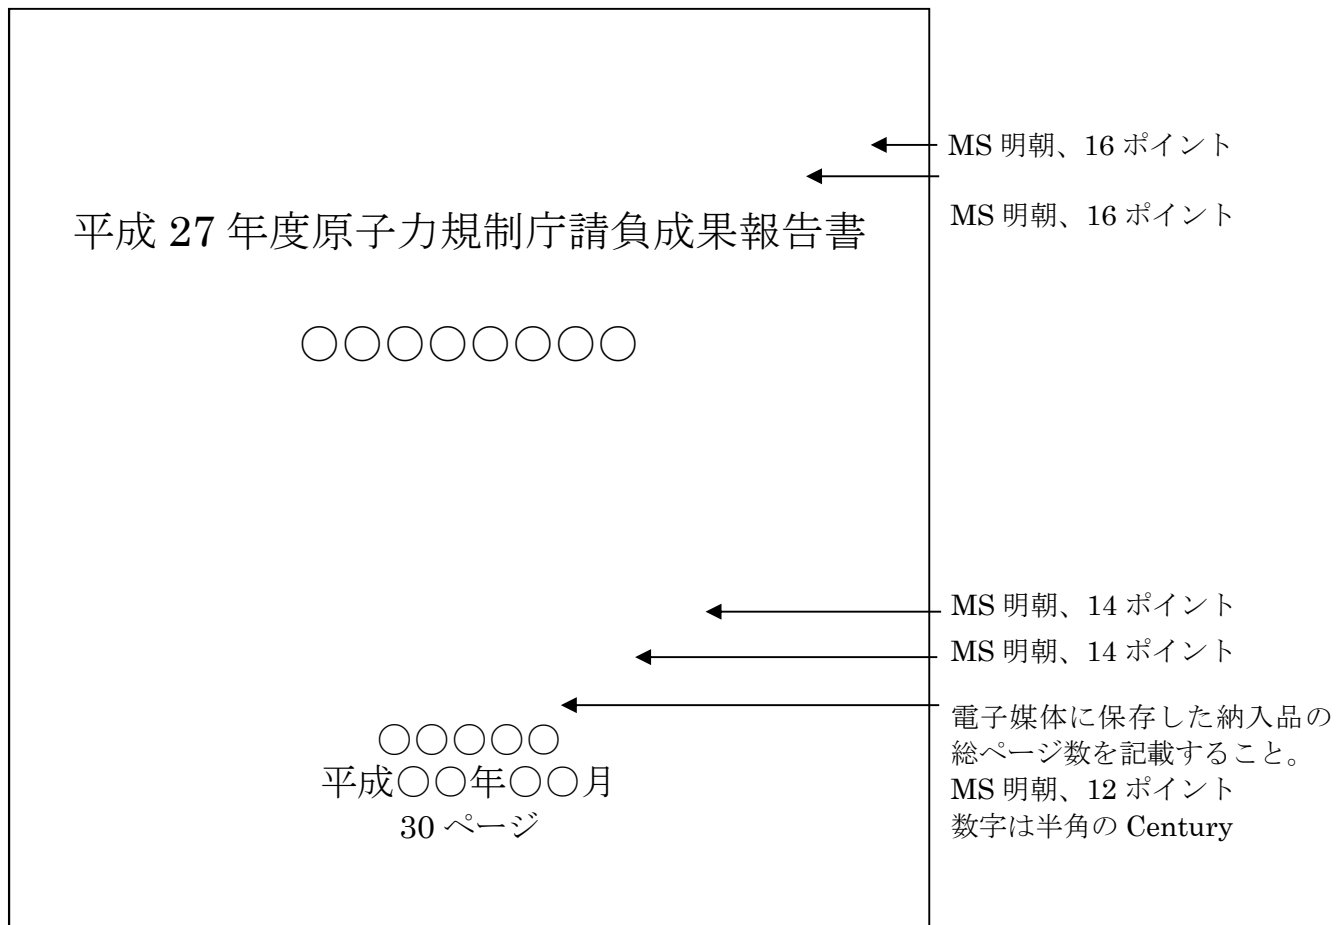 MS 明朝、16 ポイント
MS 明朝、16 ポイント
平成 27 年度原子力規制庁請負成果報告書
○○○○○○○○
MS 明朝、14 ポイント
MS 明朝、14 ポイント
電子媒体に保存した納入品の
総ページ数を記載すること。
MS 明朝、12 ポイント
数字は半角の Century
○○○○○
平成○○年○○月
30 ページ